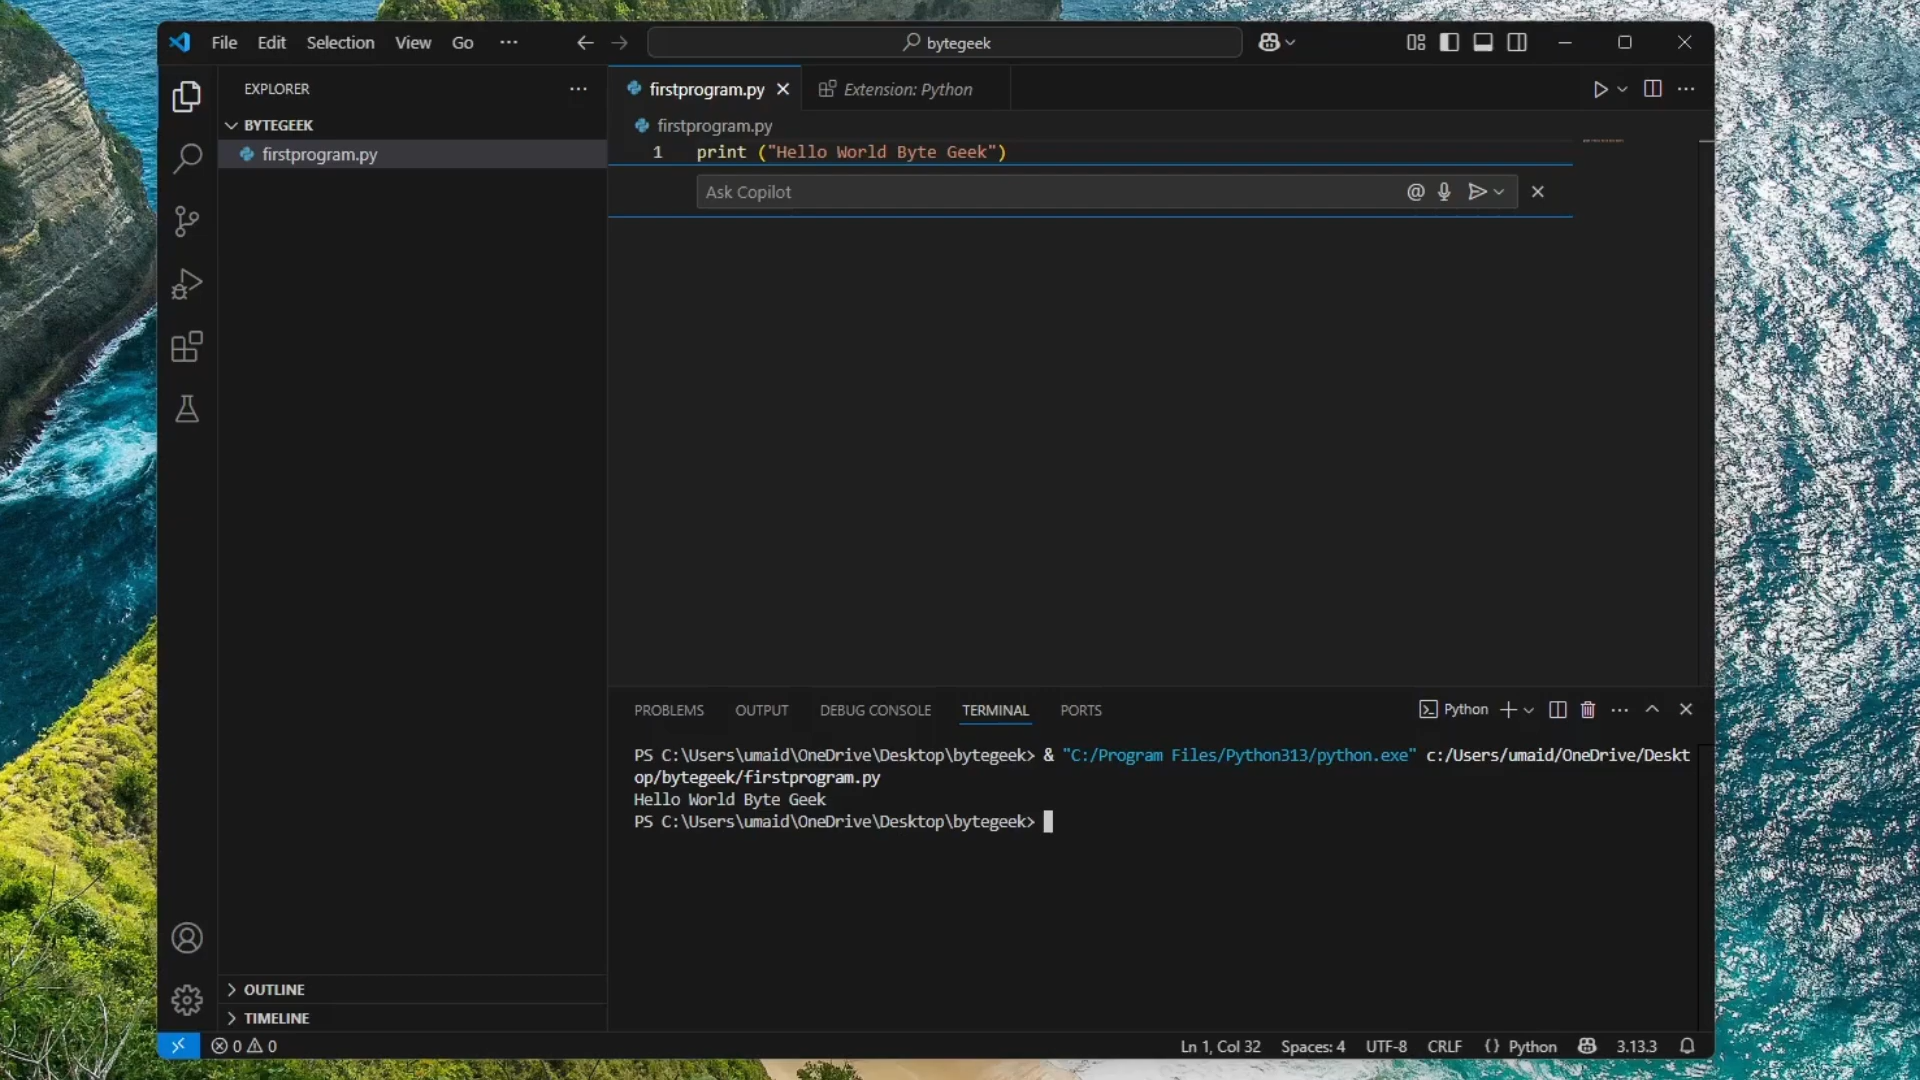 File Edit Selection View Go ··· bytegeek
EXPLORER ···
BYTEGEEK
firstprogram.py
firstprogram.py Extension: Python
firstprogram.py
1 print ("Hello World Byte Geek")
Ask Copilot
PROBLEMS OUTPUT DEBUG CONSOLE TERMINAL PORTS Python
PS C:\Users\umaid\OneDrive\Desktop\bytegeek> & "C:/Program Files/Python313/python.exe" c:/Users/umaid/OneDrive/Deskt
op/bytegeek/firstprogram.py
Hello World Byte Geek
PS C:\Users\umaid\OneDrive\Desktop\bytegeek>
OUTLINE
TIMELINE
0 0 Ln 1, Col 32 Spaces: 4 UTF-8 CRLF {} Python 3.13.3